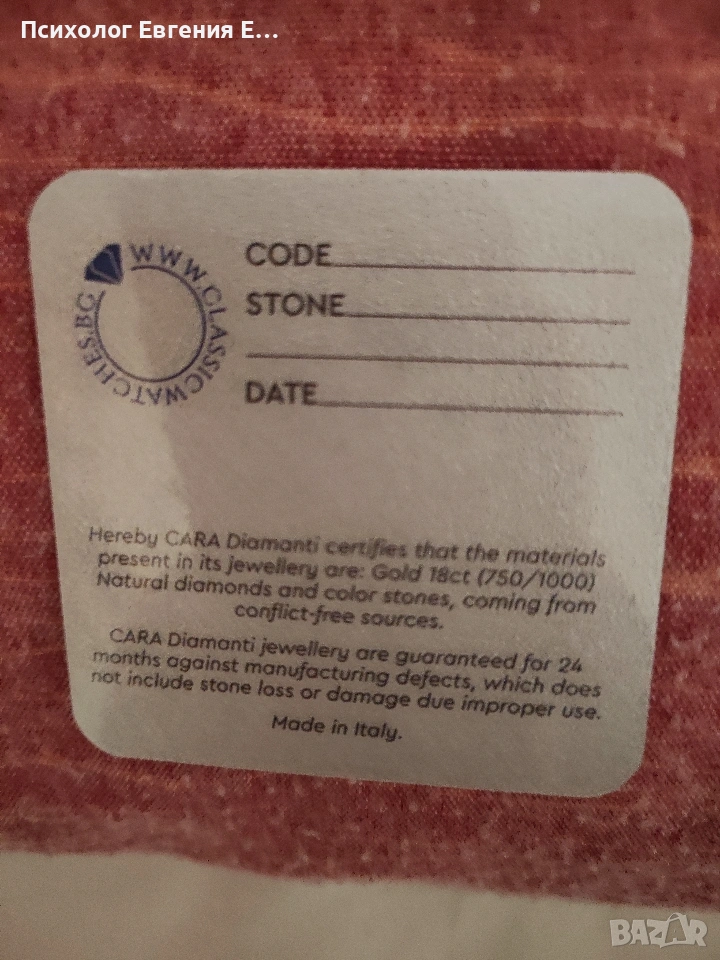 Психолог Евгения Е...
WWW.CLASSICWATCHES.BG
CODE
STONE
DATE
Hereby CARA Diamanti certifies that the materials
present in its jewellery are: Gold 18ct (750/1000)
Natural diamonds and color stones, coming from
conflict-free sources.
CARA Diamanti jewellery are guaranteed for 24
months against manufacturing defects, which does
not include stone loss or damage due improper use.
Made in Italy.
BAZAR